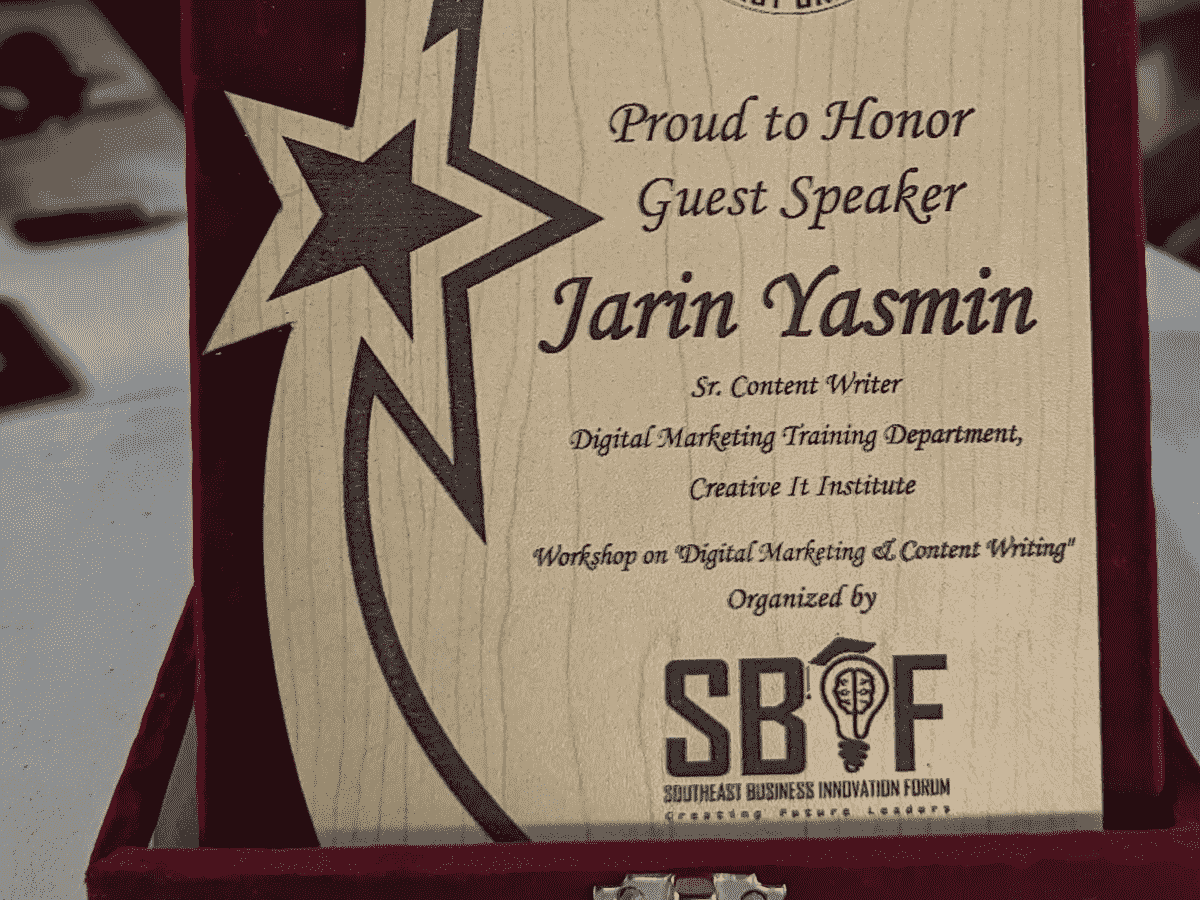 Proud to Honor
Guest Speaker
Jarin Yasmin
Sr. Content Writer
Digital Marketing Training Department,
Creative It Institute
Workshop on "Digital Marketing & Content Writing"
Organized by
SBIF
SOUTHEAST BUSINESS INNOVATION FORUM
Creating Future Leaders